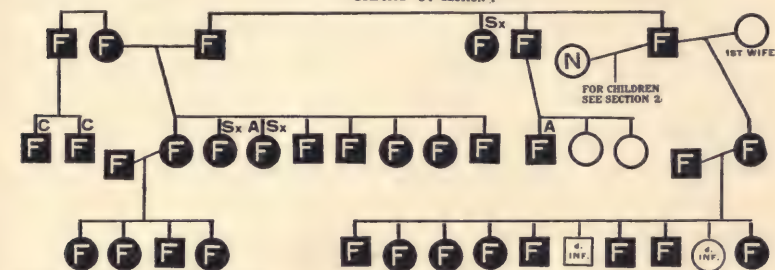 Sx
F F F F F N F
1ST WIFE
FOR CHILDREN
SEE SECTION 2
C C Sx A Sx A
F F F F F F F F F F F F F F
F F F F F F F F F d. INF. F F d. INF. F